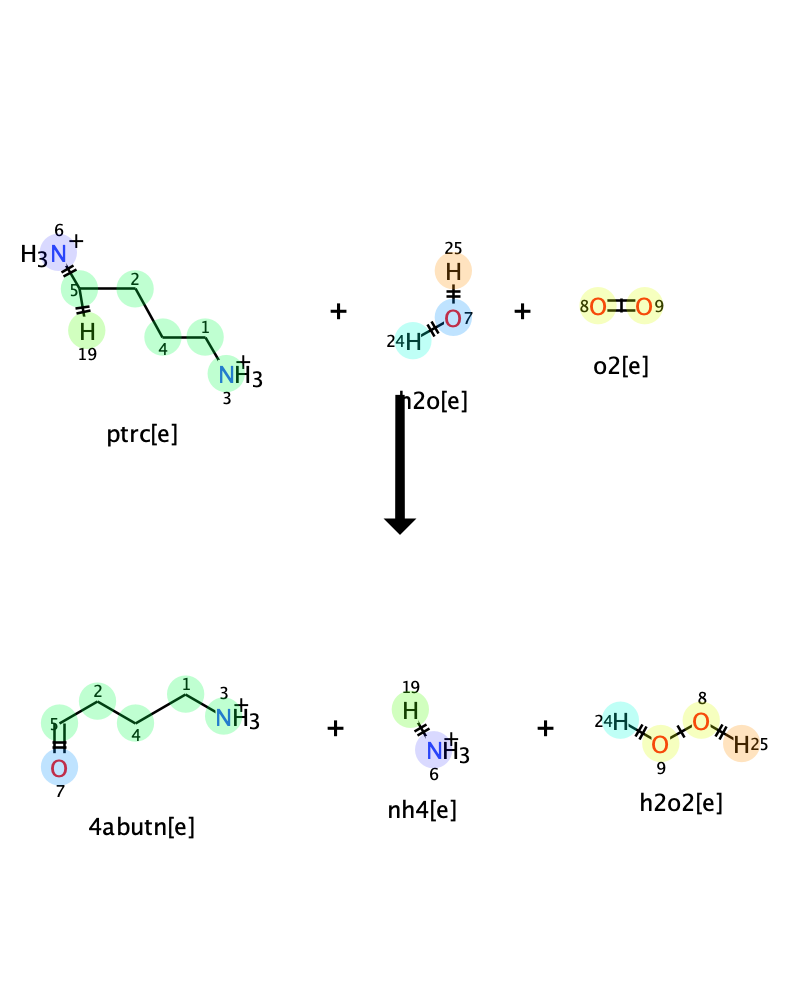 6
H3N+
5
2
H
19
4
1
NH3+
3
ptrc[e]
+
25
H
O7
24H
h2o[e]
+
8O O9
o2[e]
5
2
4
1
3
NH3+
O
7
4abutn[e]
+
19
H
NH3+
6
nh4[e]
+
24H
O
9
8
O
H25
h2o2[e]